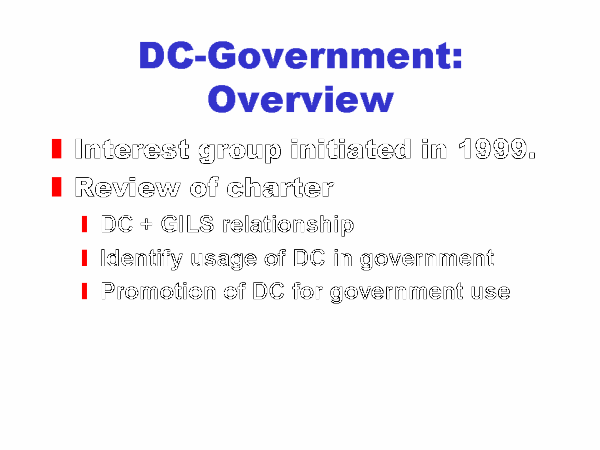 DC-Government:
Overview
Interest group initiated in 1999.
Review of charter
DC + GILS relationship
Identify usage of DC in government
Promotion of DC for government use